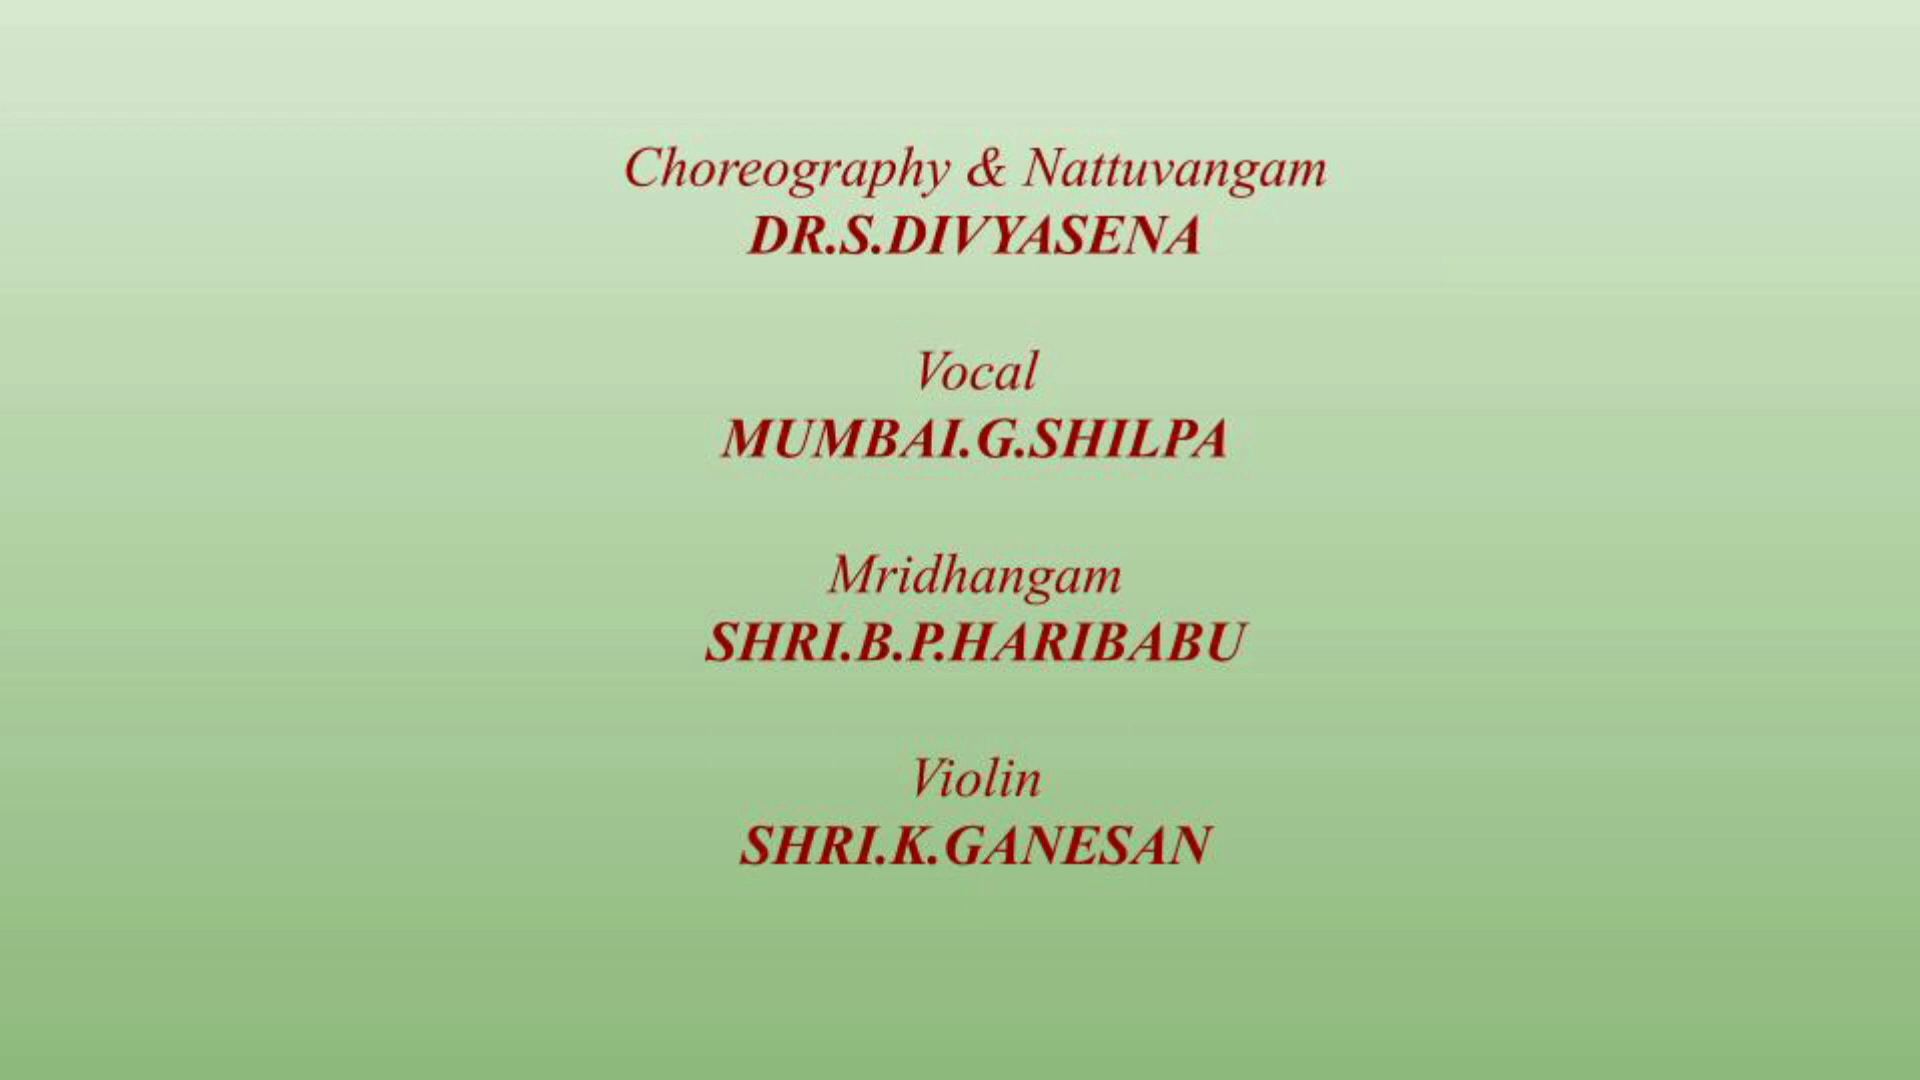 Choreography & Nattuvangam
DR.S.DIVYASENA
Vocal
MUMBAI.G.SHILPA
Mridhangam
SHRI.B.P.HARIBABU
Violin
SHRI.K.GANESAN